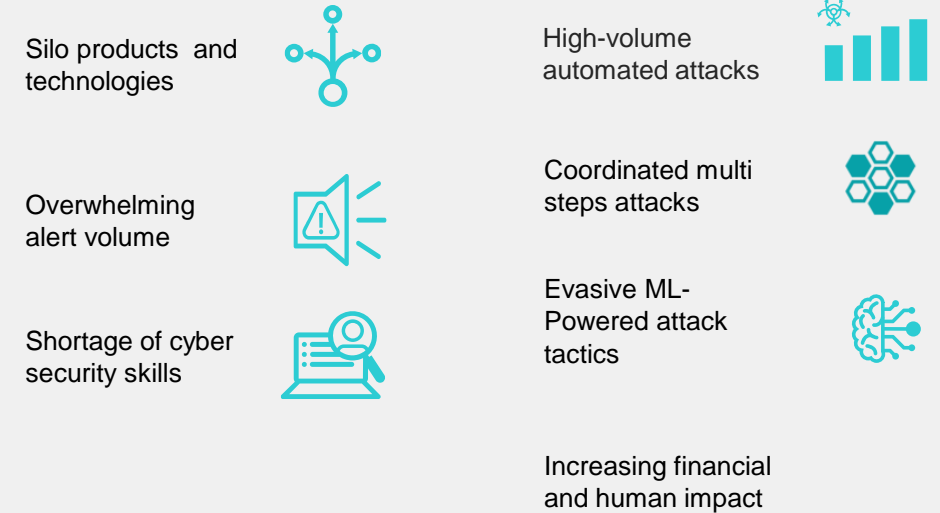 Silo products  and
technologies
Overwhelming
alert volume
Shortage of cyber
security skills
High-volume
automated attacks
Coordinated multi
steps attacks
Evasive ML-
Powered attack
tactics
Increasing financial
and human impact